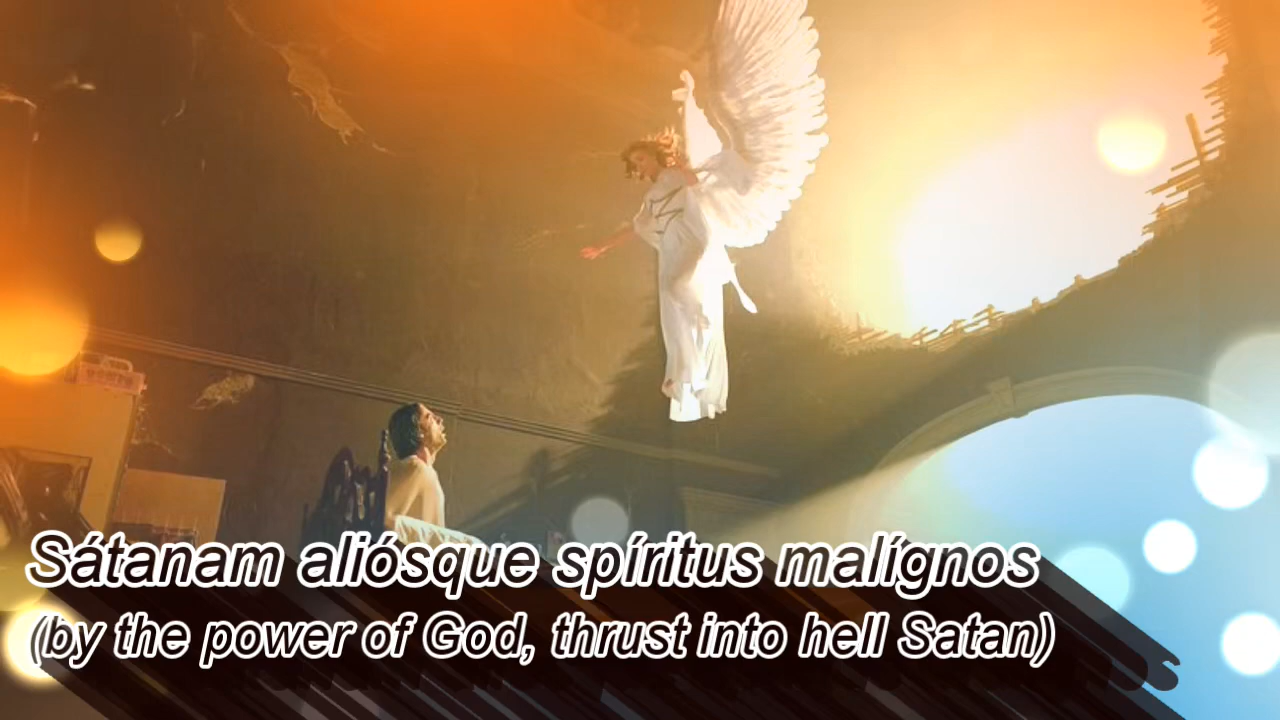 Sátanam aliósque spíritus malígnos
(by the power of God, thrust into hell Satan)